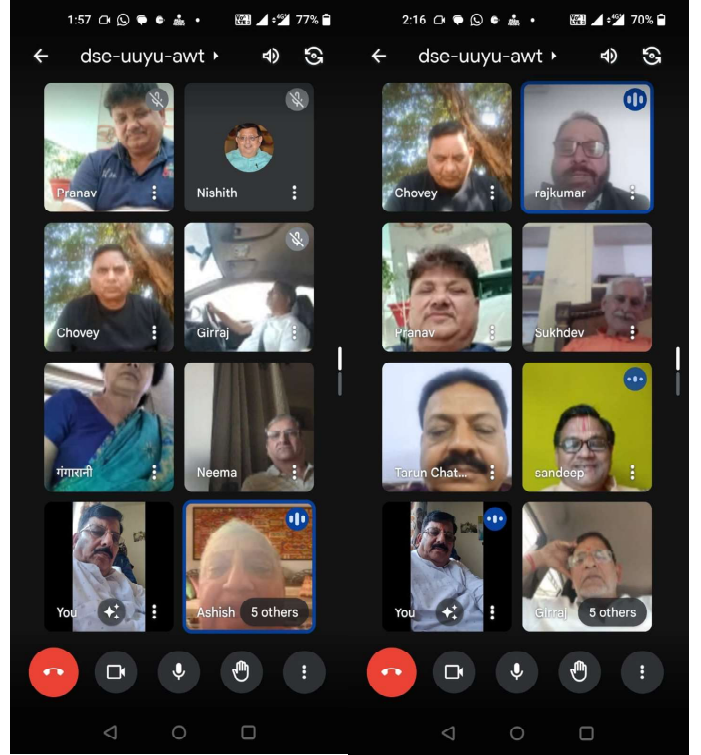 1:57 77%
dsc-uuyu-awt
Pranav
Nishith
Chovey
Girraj
गंगारानी
Neema
You
Ashish 5 others
2:16 70%
dsc-uuyu-awt
Chovey
rajkumar
Pranav
Sukhdev
Tarun Chat...
sandeep
You
Girraj 5 others